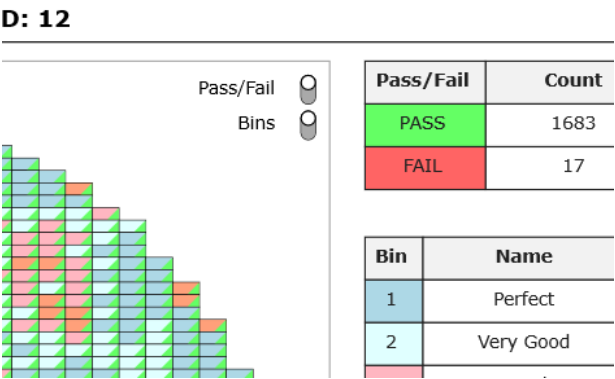 D: 12
Pass/Fail
Bins
Pass/Fail Count
PASS 1683
FAIL 17
Bin Name
1 Perfect
2 Very Good